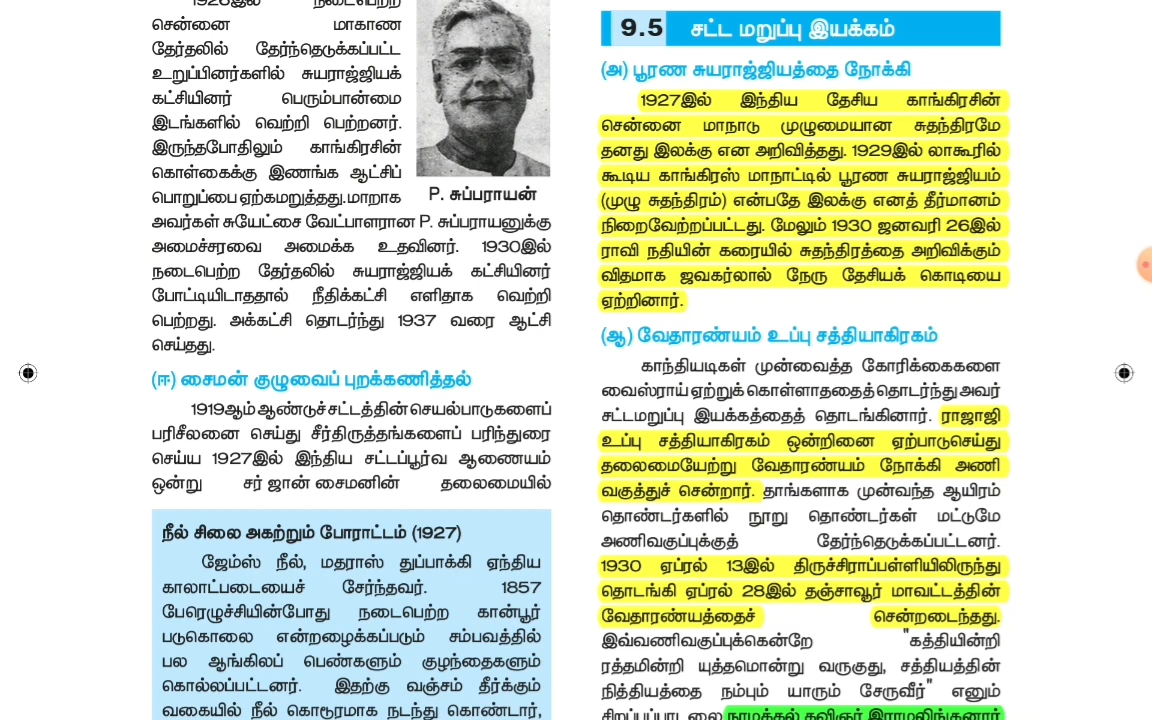 1926இல் நடைபெற்ற
சென்னை மாகாண
தேர்தலில் தேர்ந்தெடுக்கப்பட்ட
உறுப்பினர்களில் சுயராஜ்ஜியக்
கட்சியினர் பெரும்பான்மை
இடங்களில் வெற்றி பெற்றனர்.
இருந்தபோதிலும் காங்கிரசின்
கொள்கைக்கு இணங்க ஆட்சிப்
பொறுப்பை ஏற்கமறுத்தது.மாறாக
அவர்கள் சுயேட்சை வேட்பாளரான P. சுப்பராயனுக்கு
அமைச்சரவை அமைக்க உதவினர். 1930இல்
நடைபெற்ற தேர்தலில் சுயராஜ்ஜியக் கட்சியினர்
போட்டியிடாததால் நீதிக்கட்சி எளிதாக வெற்றி
பெற்றது. அக்கட்சி தொடர்ந்து 1937 வரை ஆட்சி
செய்தது.
P. சுப்பராயன்
(ஈ) சைமன் குழுவைப் புறக்கணித்தல்
1919ஆம் ஆண்டுச் சட்டத்தின் செயல்பாடுகளைப்
பரிசீலனை செய்து சீர்திருத்தங்களைப் பரிந்துரை
செய்ய 1927இல் இந்திய சட்டப்பூர்வ ஆணையம்
ஒன்று சர் ஜான் சைமனின் தலைமையில்
நீல் சிலை அகற்றும் போராட்டம் (1927)
ஜேம்ஸ் நீல், மதராஸ் துப்பாக்கி ஏந்திய
காலாட்படையைச் சேர்ந்தவர். 1857
பேரெழுச்சியின்போது நடைபெற்ற கான்பூர்
படுகொலை என்றழைக்கப்படும் சம்பவத்தில்
பல ஆங்கிலப் பெண்களும் குழந்தைகளும்
கொல்லப்பட்டனர். இதற்கு வஞ்சம் தீர்க்கும்
வகையில் நீல் கொடூரமாக நடந்து கொண்டார்,
9.5 சட்ட மறுப்பு இயக்கம்
(அ) பூரண சுயராஜ்ஜியத்தை நோக்கி
1927இல் இந்திய தேசிய காங்கிரசின்
சென்னை மாநாடு முழுமையான சுதந்திரமே
தனது இலக்கு என அறிவித்தது. 1929இல் லாகூரில்
கூடிய காங்கிரஸ் மாநாட்டில் பூரண சுயராஜ்ஜியம்
(முழு சுதந்திரம்) என்பதே இலக்கு எனத் தீர்மானம்
நிறைவேற்றப்பட்டது. மேலும் 1930 ஜனவரி 26இல்
ராவி நதியின் கரையில் சுதந்திரத்தை அறிவிக்கும்
விதமாக ஜவகர்லால் நேரு தேசியக் கொடியை
ஏற்றினார்.
(ஆ) வேதாரண்யம் உப்பு சத்தியாகிரகம்
காந்தியடிகள் முன்வைத்த கோரிக்கைகளை
வைஸ்ராய் ஏற்றுக் கொள்ளாததைத் தொடர்ந்து அவர்
சட்டமறுப்பு இயக்கத்தைத் தொடங்கினார். ராஜாஜி
உப்பு சத்தியாகிரகம் ஒன்றினை ஏற்பாடுசெய்து
தலைமையேற்று வேதாரண்யம் நோக்கி அணி
வகுத்துச் சென்றார். தாங்களாக முன்வந்த ஆயிரம்
தொண்டர்களில் நூறு தொண்டர்கள் மட்டுமே
அணிவகுப்புக்குத் தேர்ந்தெடுக்கப்பட்டனர்.
1930 ஏப்ரல் 13இல் திருச்சிராப்பள்ளியிலிருந்து
தொடங்கி ஏப்ரல் 28இல் தஞ்சாவூர் மாவட்டத்தின்
வேதாரண்யத்தைச் சென்றடைந்தது.
இவ்வணிவகுப்புக்கென்றே "கத்தியின்றி
ரத்தமின்றி யுத்தமொன்று வருகுது, சத்தியத்தின்
நித்தியத்தை நம்பும் யாரும் சேருவீர்" எனும்
சிறப்புப்பாடலை நாமக்கல் கவிஞர் இராமலிங்கனார்